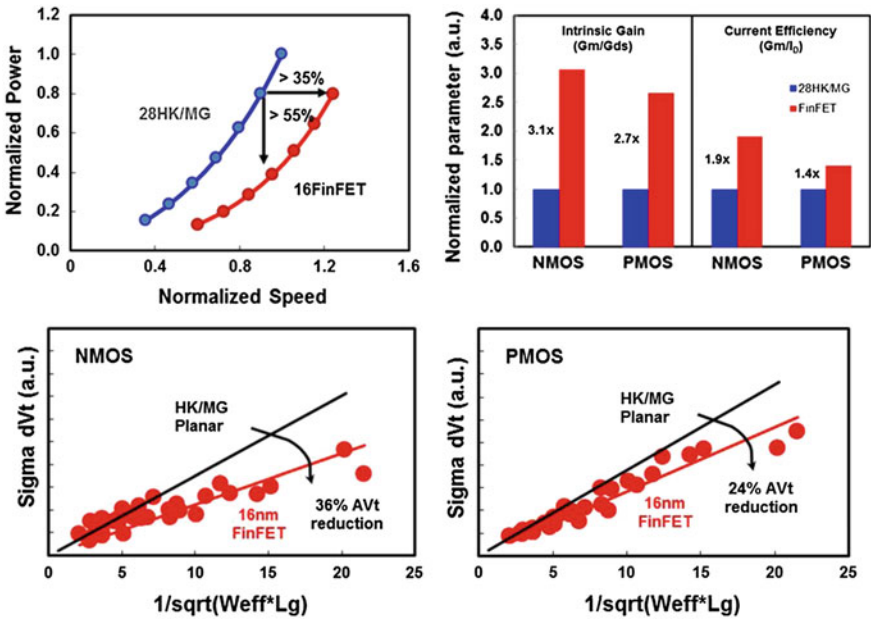 Normalized Power
1.2
1.0
0.8
0.6
0.4
0.2
0.0
0
0.4
0.8
1.2
1.6
Normalized Speed
28HK/MG
> 35%
> 55%
16FinFET
Normalized parameter (a.u.)
4.0
3.5
3.0
2.5
2.0
1.5
1.0
0.5
0.0
Intrinsic Gain
(Gm/Gds)
Current Efficiency
(Gm/ID)
28HK/MG
FinFET
3.1x
2.7x
1.9x
1.4x
NMOS
PMOS
NMOS
PMOS
Sigma dVt (a.u.)
NMOS
HK/MG
Planar
36% AVt
reduction
16nm
FinFET
0
5
10
15
20
25
1/sqrt(Weff*Lg)
Sigma dVt (a.u.)
PMOS
HK/MG
Planar
24% AVt
reduction
16nm
FinFET
0
5
10
15
20
25
1/sqrt(Weff*Lg)